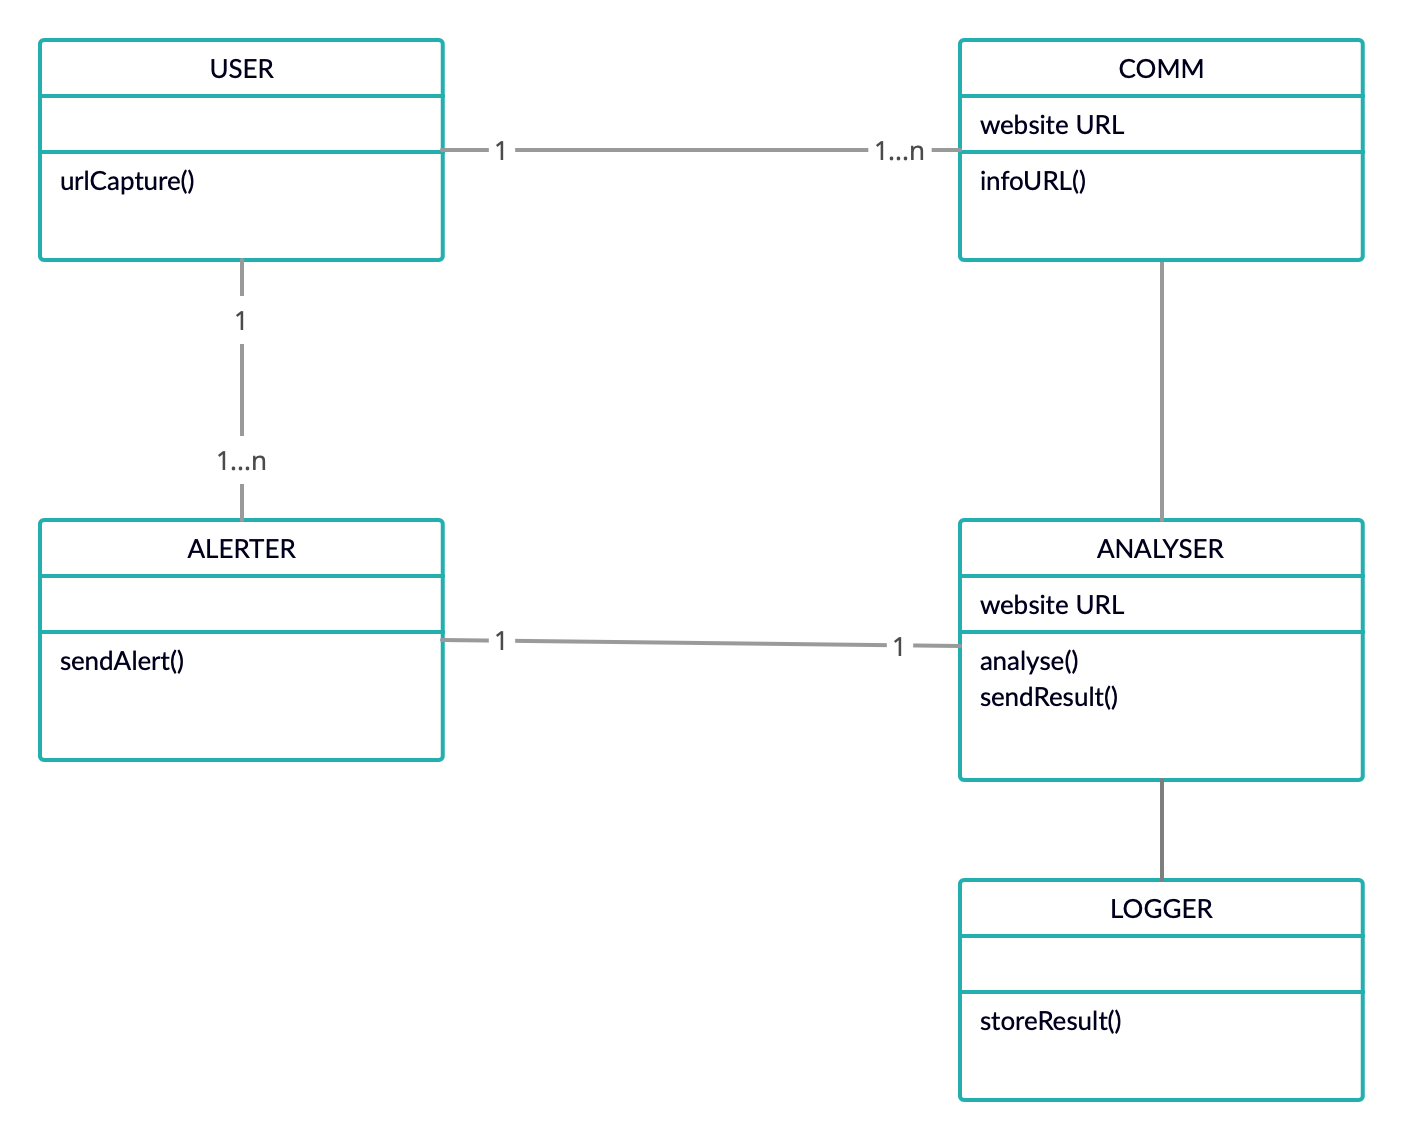 USER
urlCapture()
1
1...n
COMM
website URL
infoURL()
1
1...n
ALERTER
sendAlert()
1
1
ANALYSER
website URL
analyse()
sendResult()
LOGGER
storeResult()